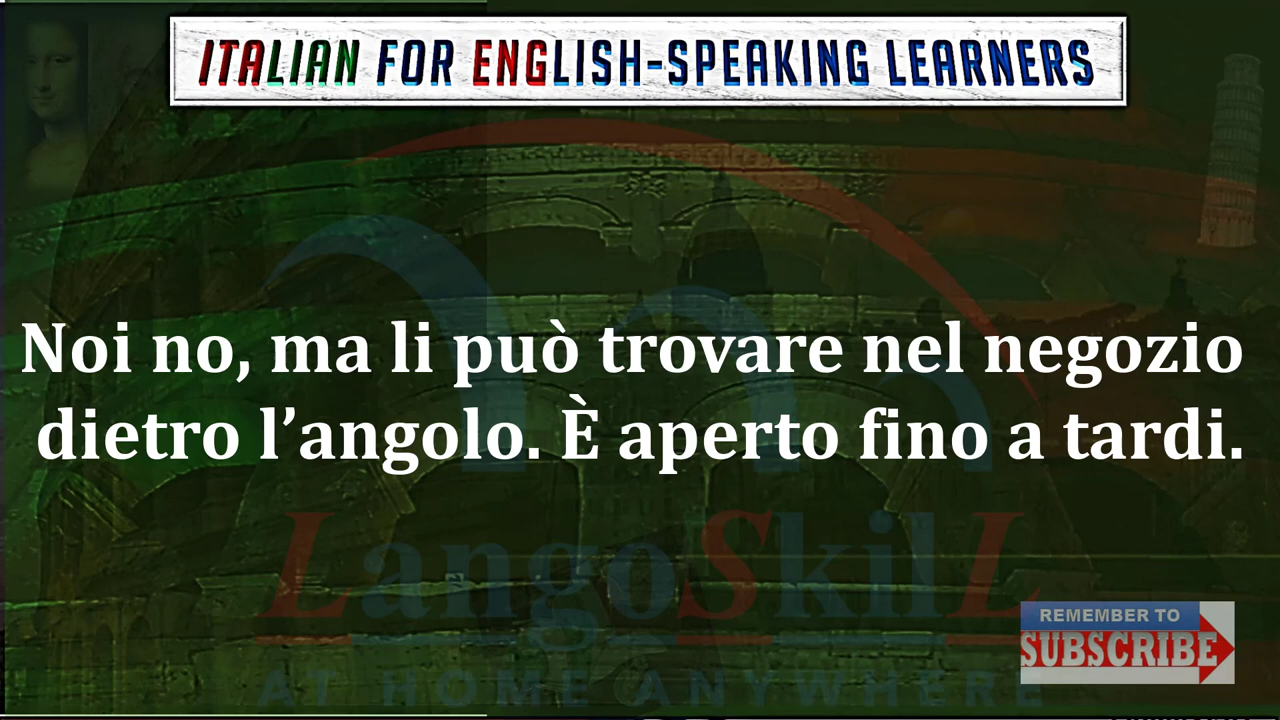 ITALIAN FOR ENGLISH-SPEAKING LEARNERS
Noi no, ma li può trovare nel negozio
dietro l’angolo. È aperto fino a tardi.
LangoSkilL
AT HOME ANYWHERE
REMEMBER TO
SUBSCRIBE